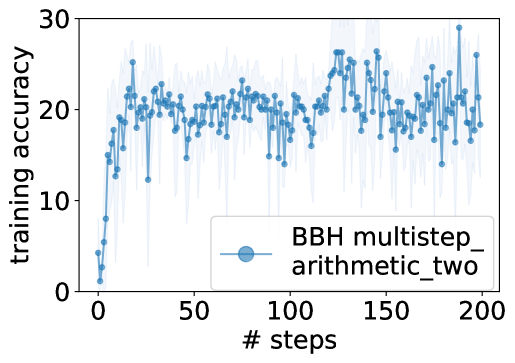 30
20
10
0
training accuracy
BBH multistep_
arithmetic_two
0 50 100 150 200
# steps